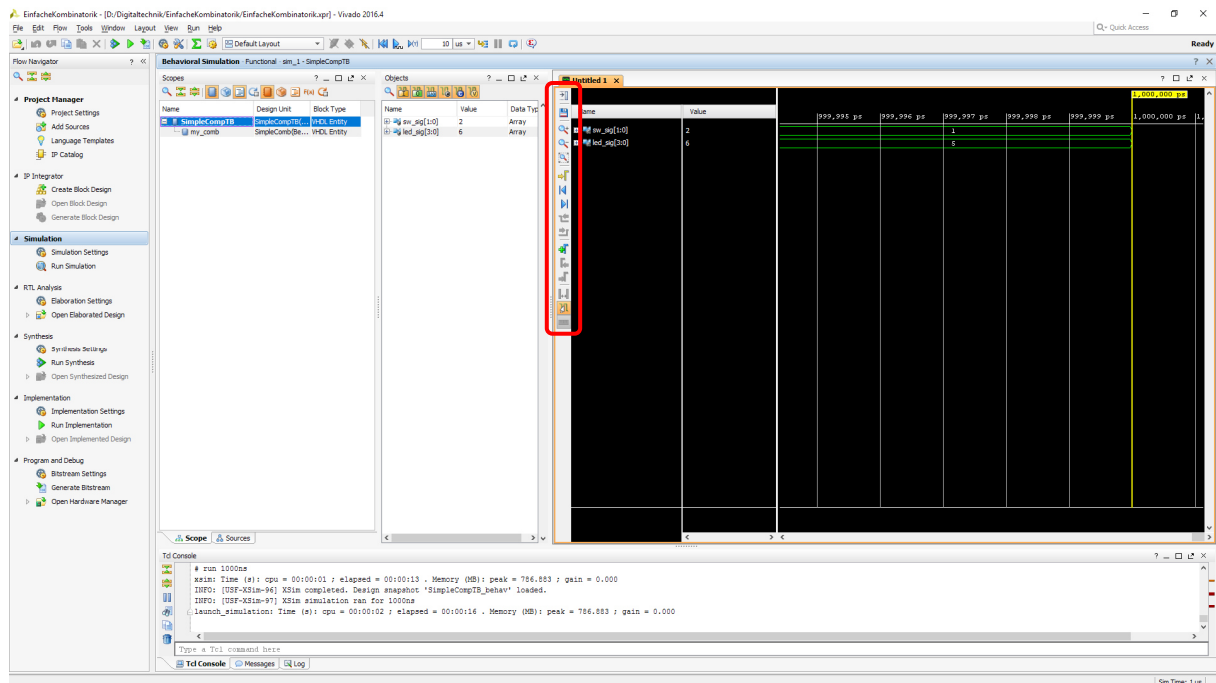 EinfacheKombinatorik - [D:/Digitaltechnik/EinfacheKombinatorik/EinfacheKombinatorik.xpr] - Vivado 2016.4
File Edit Flow Tools Window Layout View Run Help
Q- Quick Access
Default Layout
10 us
Ready
Flow Navigator
Project Manager
Project Settings
Add Sources
Language Templates
IP Catalog
IP Integrator
Create Block Design
Open Block Design
Generate Block Design
Simulation
Simulation Settings
Run Simulation
RTL Analysis
Elaboration Settings
Open Elaborated Design
Synthesis
Synthesis Settings
Run Synthesis
Open Synthesized Design
Implementation
Implementation Settings
Run Implementation
Open Implemented Design
Program and Debug
Bitstream Settings
Generate Bitstream
Open Hardware Manager
Behavioral Simulation - Functional - sim_1 - SimpleCompTB
Scopes
Name Design Unit Block Type
SimpleCompTB SimpleCompTB(... VHDL Entity
my_comb SimpleComb(Be... VHDL Entity
Scope Sources
Objects
Name Value Data Typ
sw_sig[1:0] 2 Array
led_sig[3:0] 6 Array
Untitled 1
ame Value
sw_sig[1:0] 2
led_sig[3:0] 6
1,000,000 ps
999,995 ps 999,996 ps 999,997 ps 999,998 ps 999,999 ps 1,000,000 ps 1,
1
5
Tcl Console
# run 1000ns
xsim: Time (s): cpu = 00:00:01 ; elapsed = 00:00:13 . Memory (MB): peak = 786.883 ; gain = 0.000
INFO: [USF-XSim-96] XSim completed. Design snapshot 'SimpleCompTB_behav' loaded.
INFO: [USF-XSim-97] XSim simulation ran for 1000ns
launch_simulation: Time (s): cpu = 00:00:02 ; elapsed = 00:00:16 . Memory (MB): peak = 786.883 ; gain = 0.000
Type a Tcl command here
Tcl Console Messages Log
Sim Time: 1 us